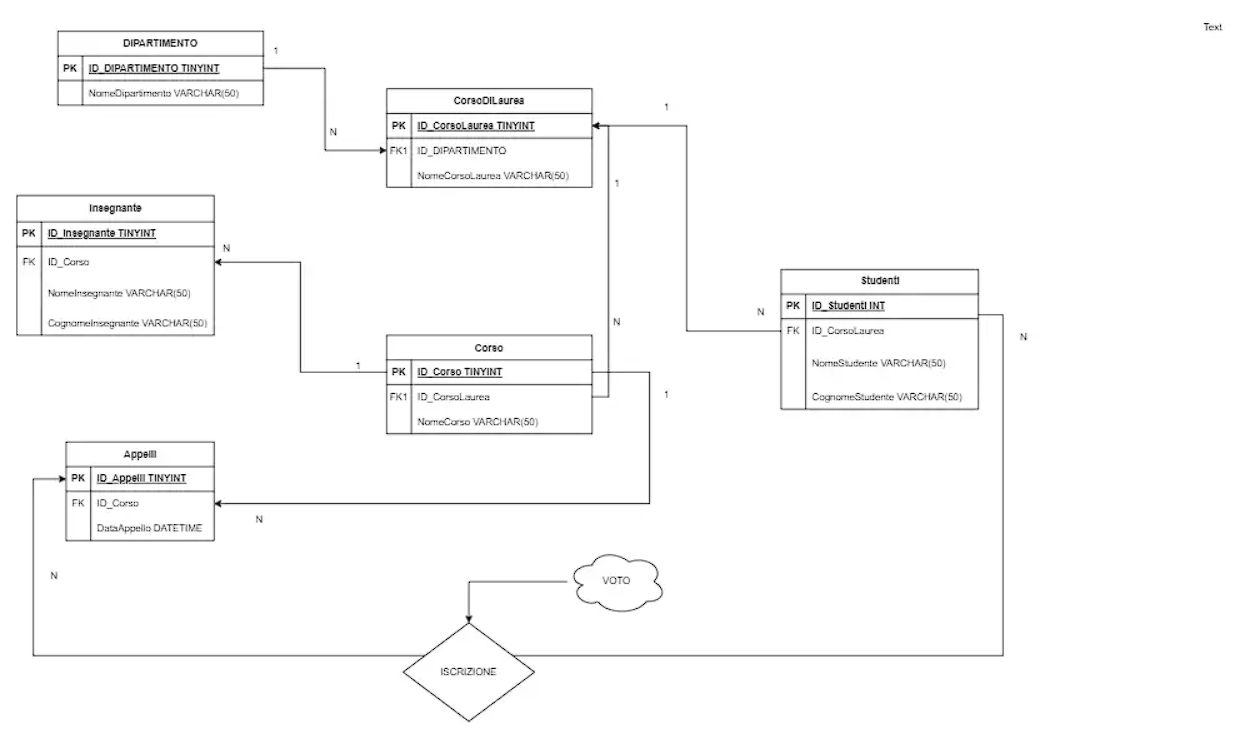 Text
DIPARTIMENTO
1
PK ID_DIPARTIMENTO TINYINT
NomeDipartimento VARCHAR(50)
CorsoDiLaurea
1
PK ID_CorsoLaurea TINYINT
N
FK1 ID_DIPARTIMENTO
NomeCorsoLaurea VARCHAR(50)
1
Insegnante
PK ID_Insegnante TINYINT
N
FK ID_Corso
NomeInsegnante VARCHAR(50)
CognomeInsegnante VARCHAR(50)
Studenti
PK ID_Studenti INT
N
FK ID_CorsoLaurea
NomeStudente VARCHAR(50)
CognomeStudente VARCHAR(50)
N
N
Corso
1
PK ID_Corso TINYINT
FK1 ID_CorsoLaurea
NomeCorso VARCHAR(50)
1
Appelli
PK ID_Appelli TINYINT
FK ID_Corso
DataAppello DATETIME
N
N
VOTO
ISCRIZIONE